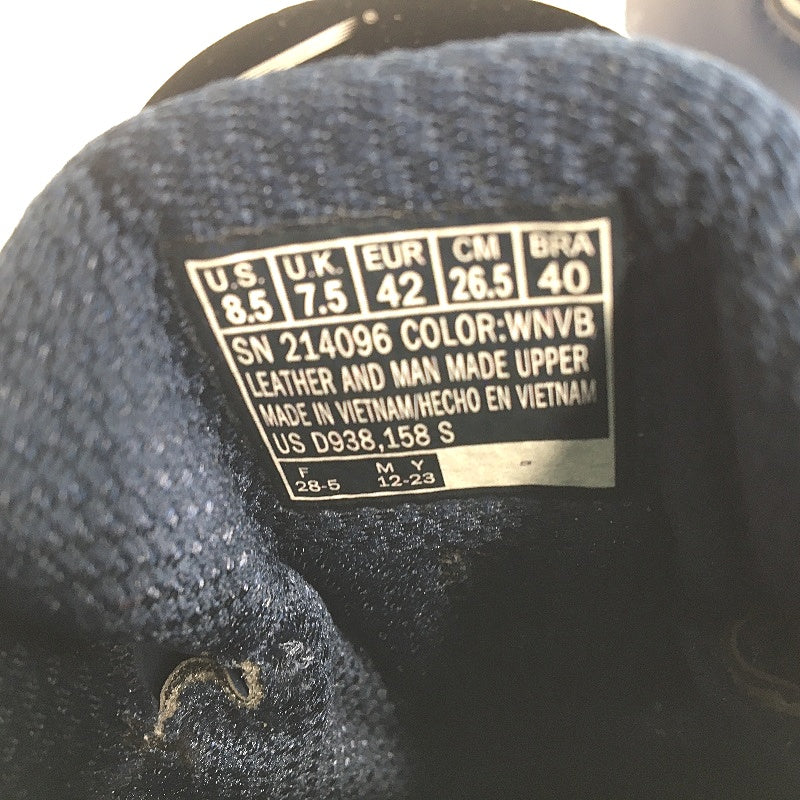 U.S. U.K. EUR CM BRA
8.5 7.5 42 26.5 40
SN 214096 COLOR:WNVB
LEATHER AND MAN MADE UPPER
MADE IN VIETNAM/HECHO EN VIETNAM
US D938,158 S
F M Y
28-5 12-23